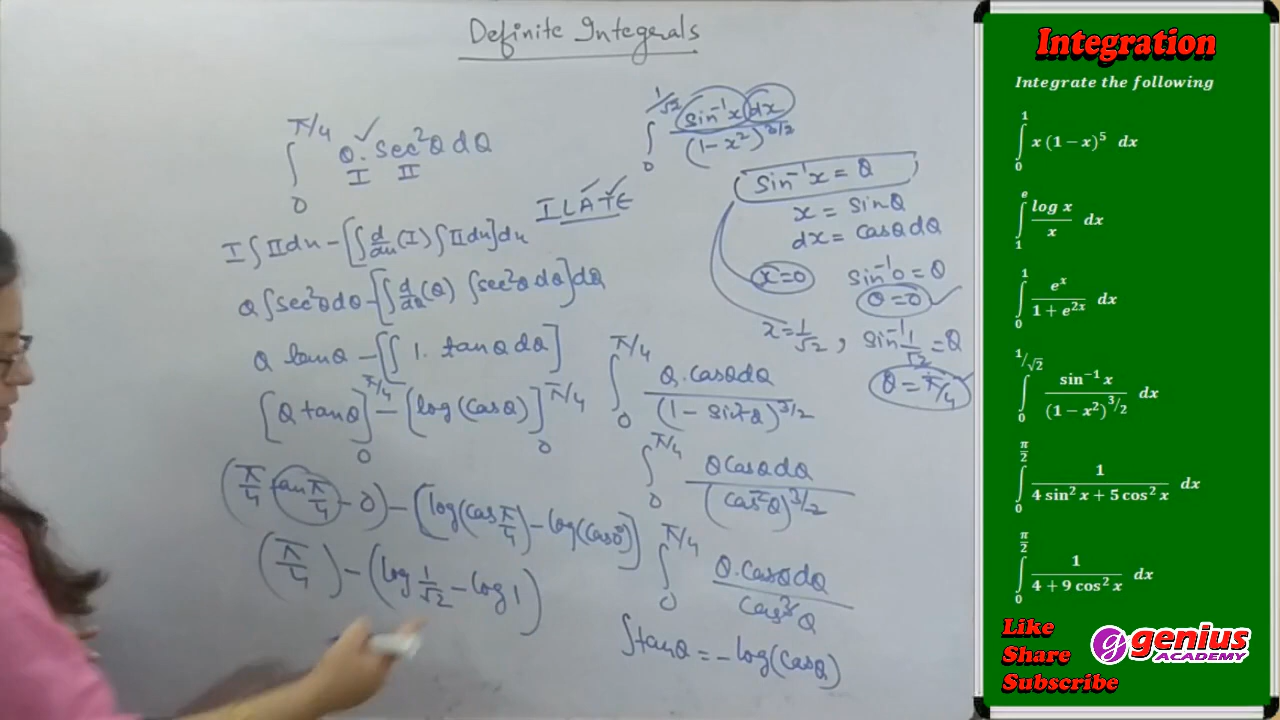 Definite Integrals
∫₀^{π/4} θ. sec²θ dθ
I II
ILATE
I ∫ II dx − [∫ d/dx (I) ∫ II dx] dx
θ ∫ sec²θ dθ − [∫ d/dθ (θ) ∫ sec²θ dθ] dθ
θ tanθ − [∫ 1. tanθ dθ]
[θ tanθ]₀^{π/4} − [log(cosθ)]₀^{π/4}
(π/4 tan π/4 − 0) − [log(cos π/4) − log(cos0°)]
(π/4) − (log 1/√2 − log 1)
∫₀^{1/√2} sin⁻¹x dx / (1 − x²)^{3/2}
sin⁻¹x = θ
x = sinθ
dx = cosθ dθ
x = 0 sin⁻¹0 = θ
θ = 0
x = 1/√2 , sin⁻¹ 1/√2 = θ
θ = π/4
∫₀^{π/4} θ. cosθ dθ / (1 − sin²θ)^{3/2}
∫₀^{π/4} θ cosθ dθ / (cos²θ)^{3/2}
∫₀^{π/4} θ. cosθ dθ / cos³θ
∫ tanθ = − log(cosθ)
Integration
Integrate the following
∫₀¹ x (1 − x)⁵ dx
∫₁ᵉ log x / x dx
∫₀¹ eˣ / (1 + e²ˣ) dx
∫₀^{1/√2} sin⁻¹ x / (1 − x²)^{3/2} dx
∫₀^{π/2} 1 / (4 sin² x + 5 cos² x) dx
∫₀^{π/2} 1 / (4 + 9 cos² x) dx
Like
Share
Subscribe
genius
ACADEMY